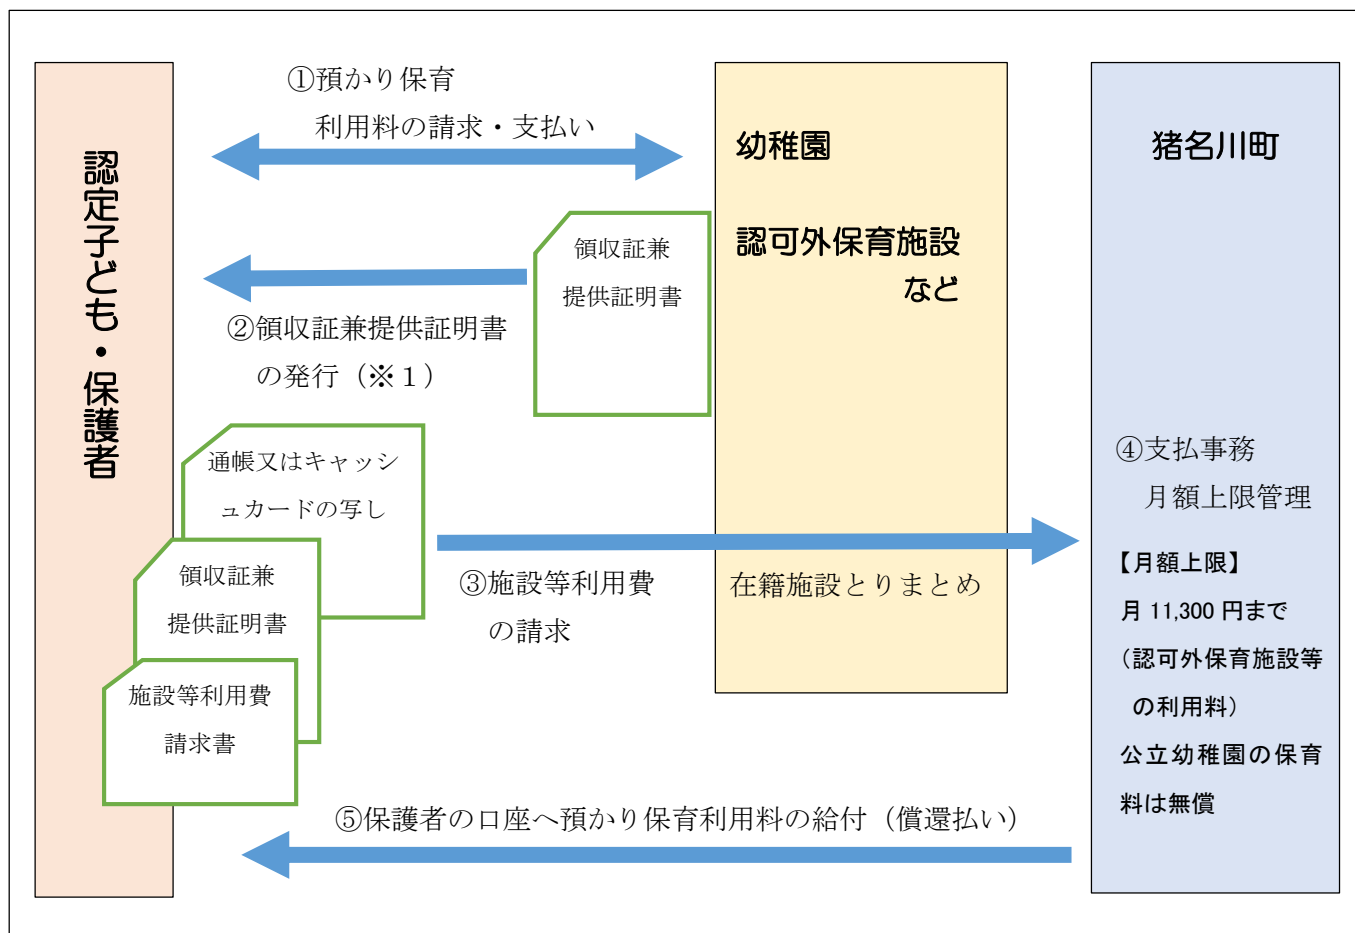 認定子ども・保護者
①預かり保育
利用料の請求・支払い
幼稚園
認可外保育施設
など
猪名川町
領収証兼
提供証明書
②領収証兼提供証明書
の発行（※１）
通帳又はキャッシ
ュカードの写し
領収証兼
提供証明書
施設等利用費
請求書
③施設等利用費
の請求
在籍施設とりまとめ
④支払事務
月額上限管理
【月額上限】
月 11,300 円まで
（認可外保育施設等
の利用料）
公立幼稚園の保育
料は無償
⑤保護者の口座へ預かり保育利用料の給付（償還払い）